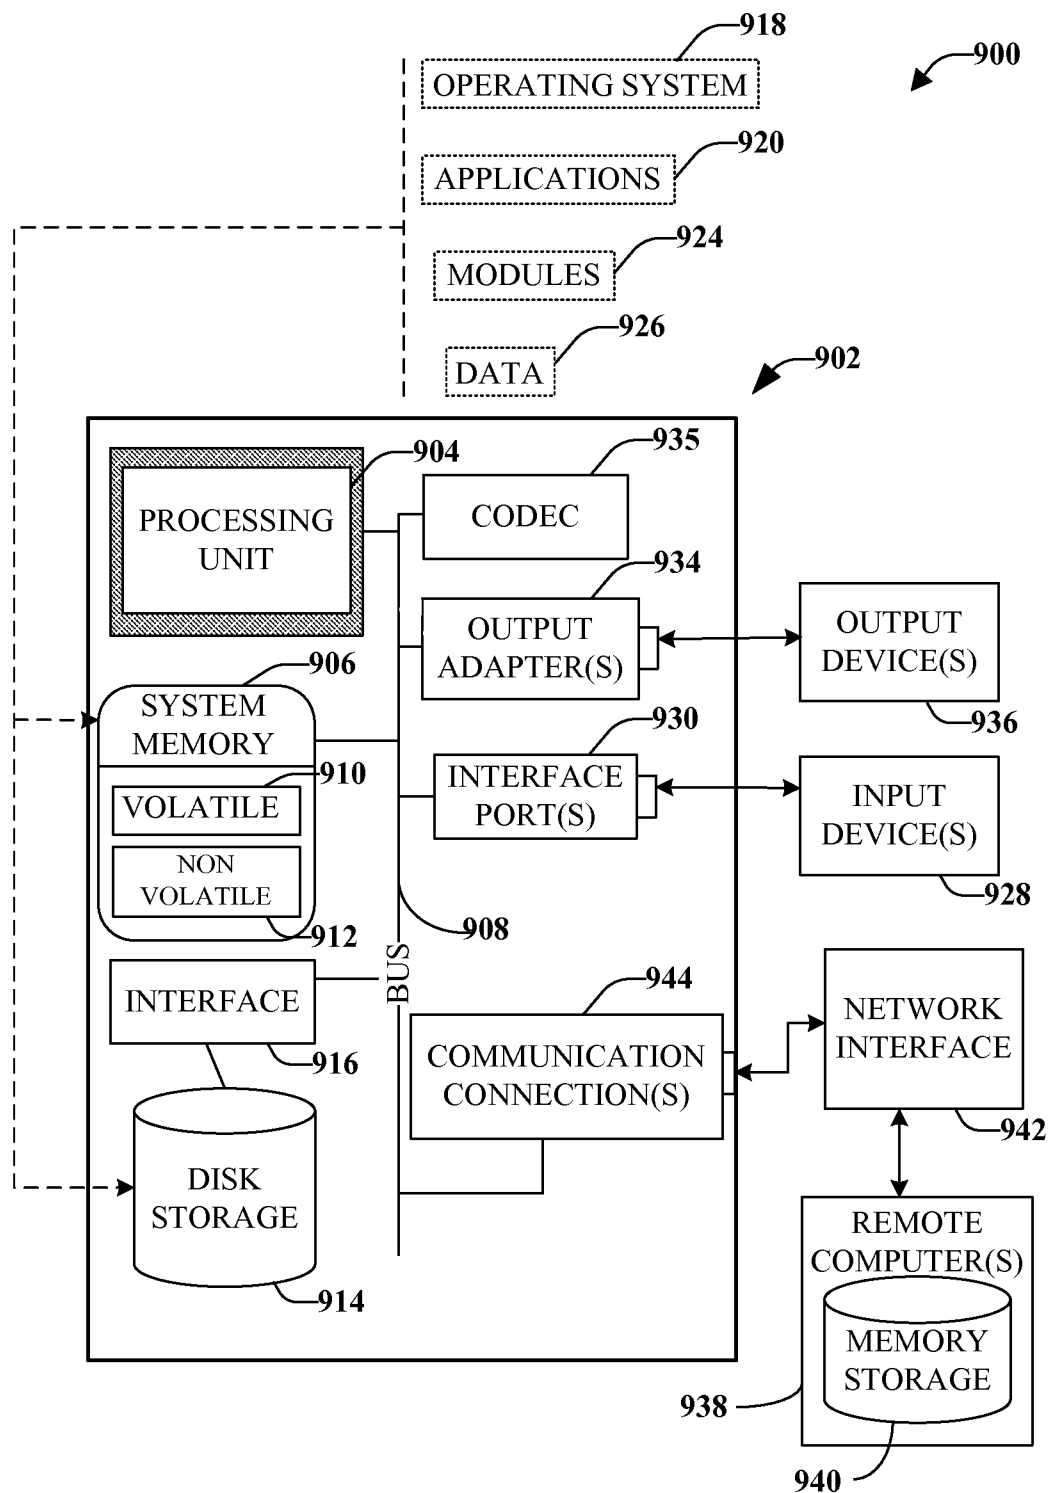 918
OPERATING SYSTEM
900
920
APPLICATIONS
924
MODULES
926
DATA
902
904
PROCESSING
UNIT
935
CODEC
934
OUTPUT
ADAPTER(S)
OUTPUT
DEVICE(S)
936
906
SYSTEM
MEMORY
910
VOLATILE
NON
VOLATILE
912
930
INTERFACE
PORT(S)
INPUT
DEVICE(S)
928
908
BUS
INTERFACE
916
944
COMMUNICATION
CONNECTION(S)
NETWORK
INTERFACE
942
DISK
STORAGE
914
REMOTE
COMPUTER(S)
MEMORY
STORAGE
938
940